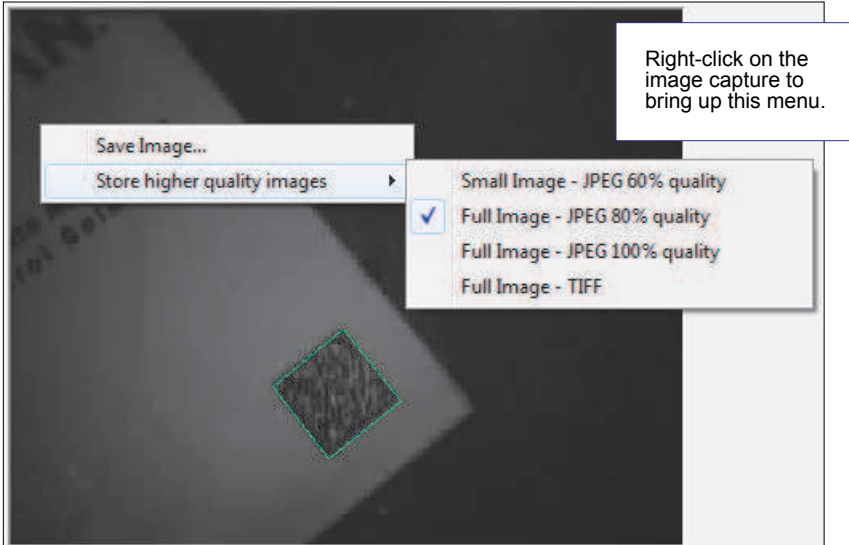 Right-click on the
image capture to
bring up this menu.
Save Image...
Store higher quality images
Small Image - JPEG 60% quality
Full Image - JPEG 80% quality
Full Image - JPEG 100% quality
Full Image - TIFF